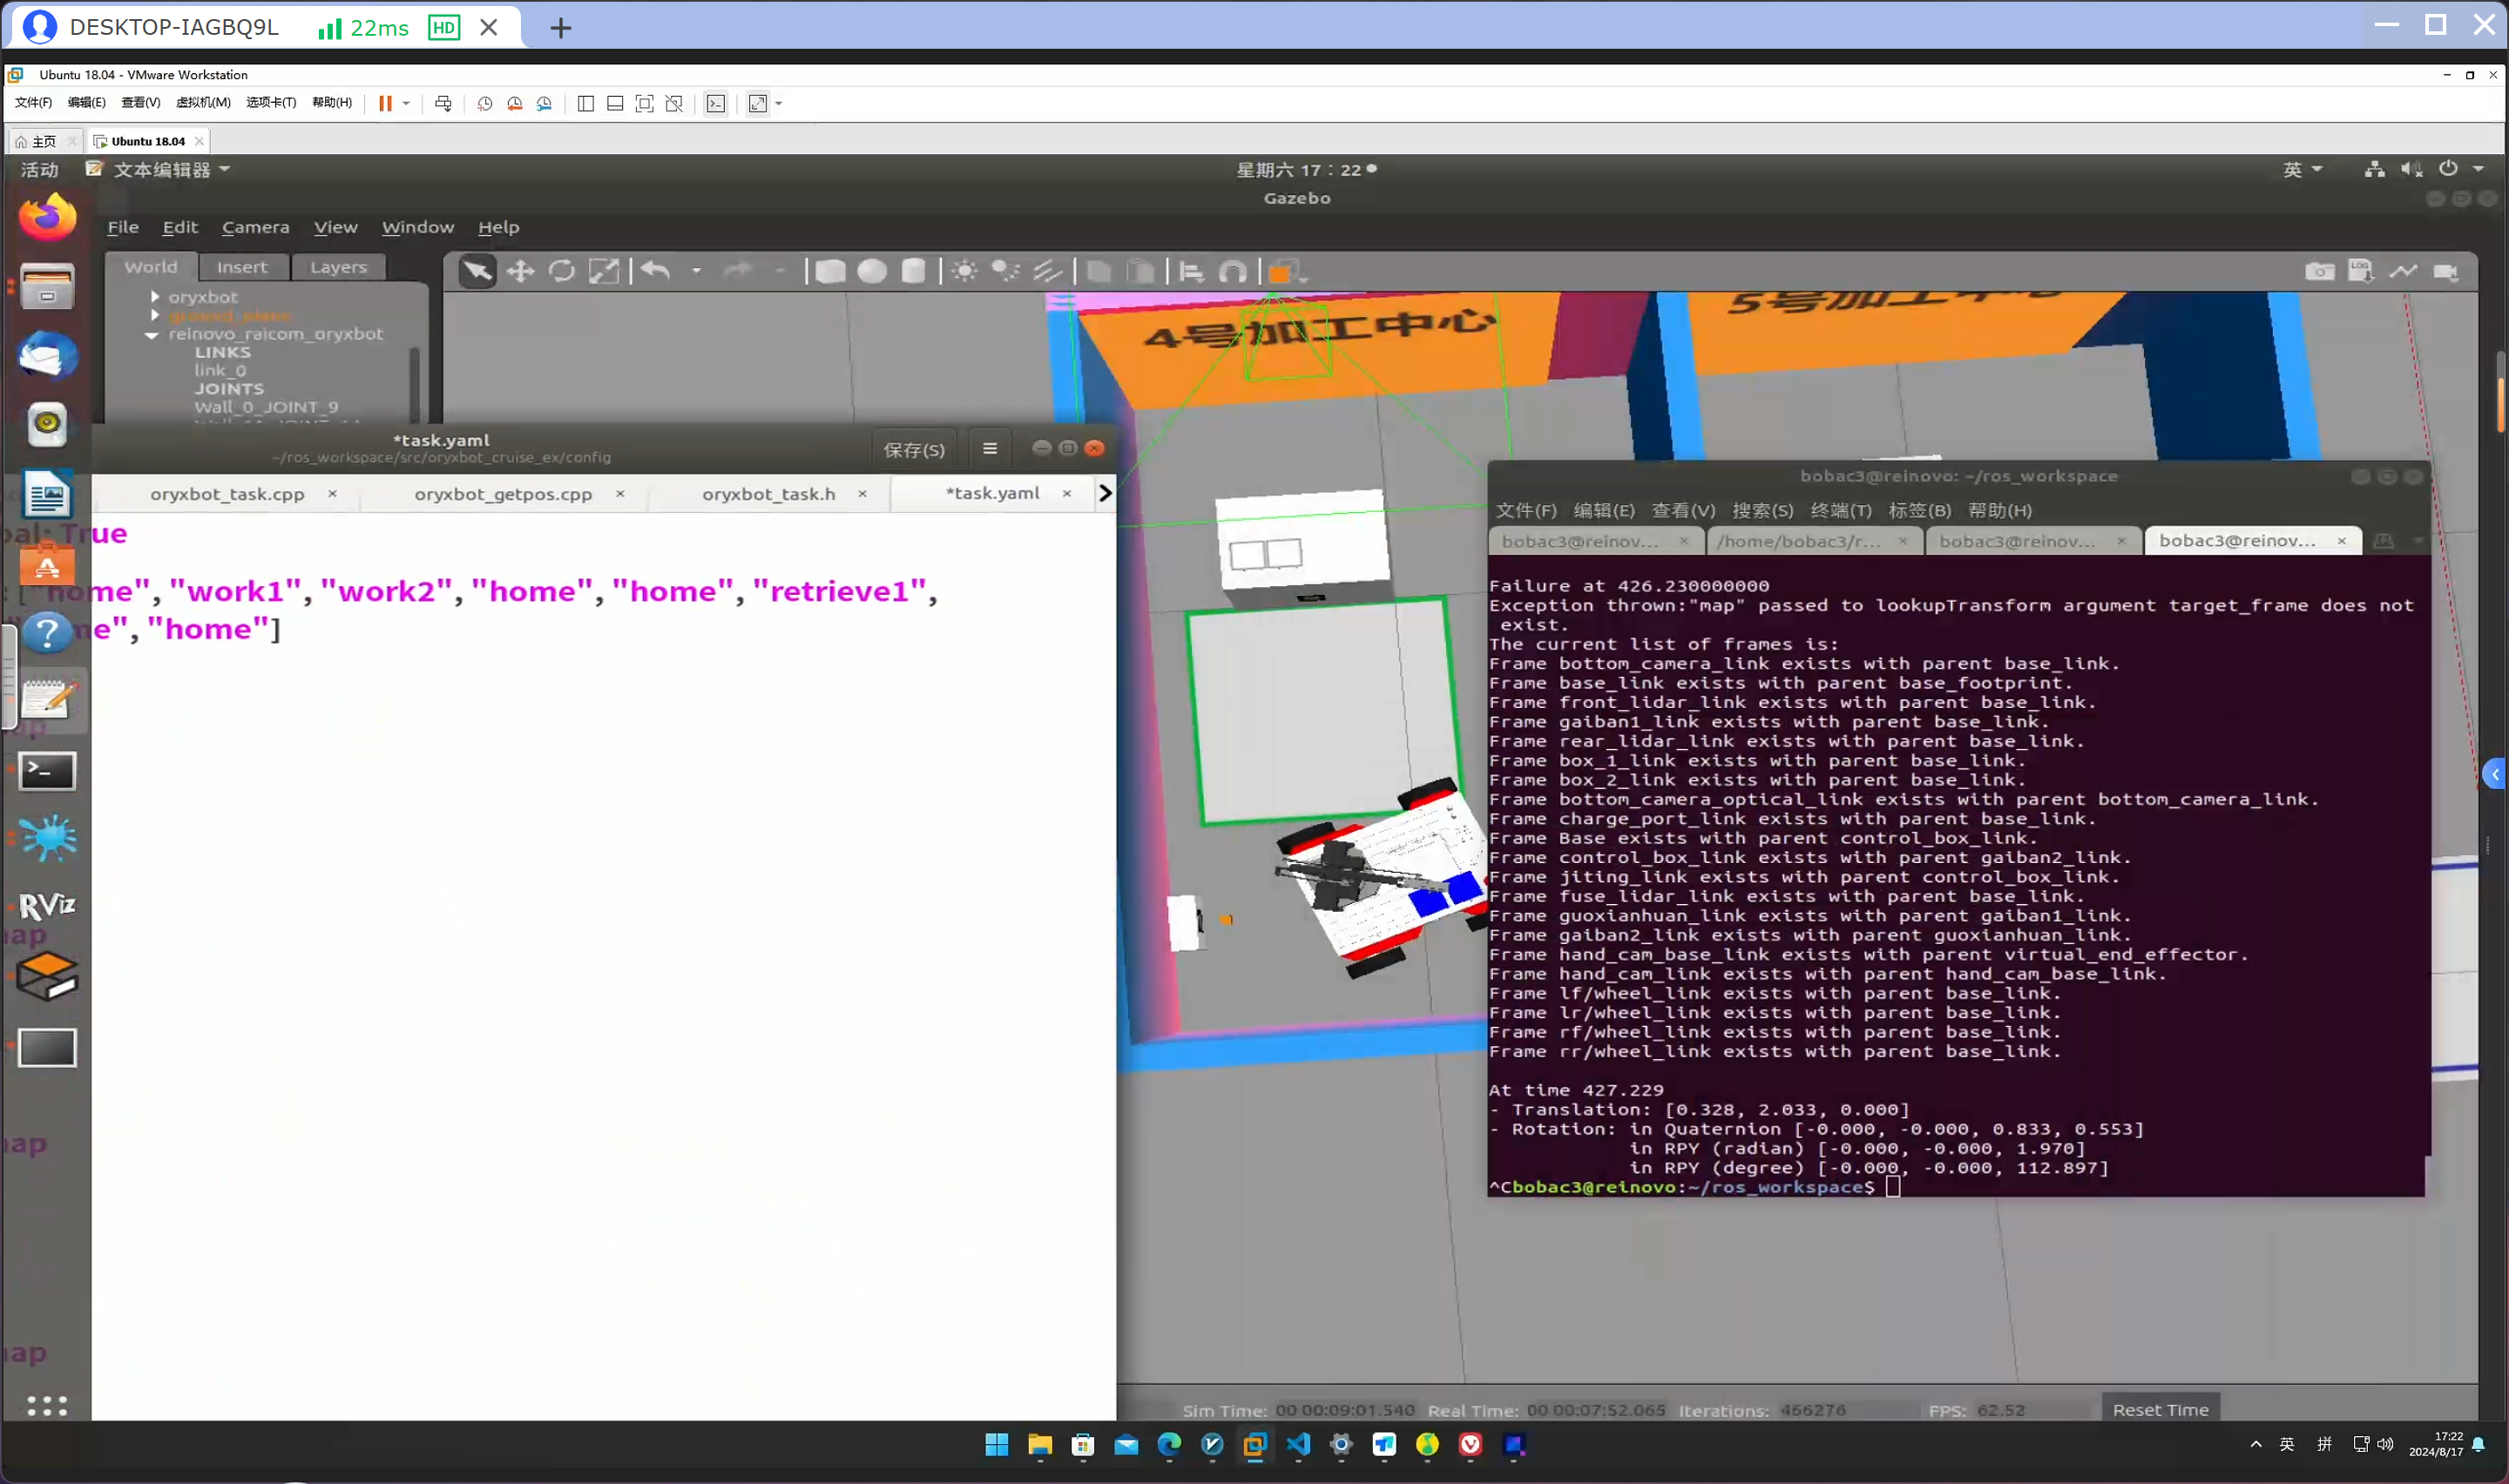 DESKTOP-IAGBQ9L 22ms HD
Ubuntu 18.04 - VMware Workstation
文件(F) 编辑(E) 查看(V) 虚拟机(M) 选项卡(T) 帮助(H)
主页 Ubuntu 18.04
活动 文本编辑器 星期六 17：22 英
Gazebo
File Edit Camera View Window Help
World Insert Layers
oryxbot
ground_plane
reinovo_raicom_oryxbot
LINKS
link_0
JOINTS
Wall_0_JOINT_9
4号加工中心
5号加工中心
*task.yaml
~/ros_workspace/src/oryxbot_cruise_ex/config
保存(S)
oryxbot_task.cpp oryxbot_getpos.cpp oryxbot_task.h *task.yaml
True
"home", "work1", "work2", "home", "home", "retrieve1",
"home"]
RViz
bobac3@reinovo: ~/ros_workspace
文件(F) 编辑(E) 查看(V) 搜索(S) 终端(T) 标签(B) 帮助(H)
bobac3@reinov... /home/bobac3/r... bobac3@reinov... bobac3@reinov...
Failure at 426.230000000
Exception thrown:"map" passed to lookupTransform argument target_frame does not
exist.
The current list of frames is:
Frame bottom_camera_link exists with parent base_link.
Frame base_link exists with parent base_footprint.
Frame front_lidar_link exists with parent base_link.
Frame gaiban1_link exists with parent base_link.
Frame rear_lidar_link exists with parent base_link.
Frame box_1_link exists with parent base_link.
Frame box_2_link exists with parent base_link.
Frame bottom_camera_optical_link exists with parent bottom_camera_link.
Frame charge_port_link exists with parent base_link.
Frame Base exists with parent control_box_link.
Frame control_box_link exists with parent gaiban2_link.
Frame jiting_link exists with parent control_box_link.
Frame fuse_lidar_link exists with parent base_link.
Frame guoxianhuan_link exists with parent gaiban1_link.
Frame gaiban2_link exists with parent guoxianhuan_link.
Frame hand_cam_base_link exists with parent virtual_end_effector.
Frame hand_cam_link exists with parent hand_cam_base_link.
Frame lf/wheel_link exists with parent base_link.
Frame lr/wheel_link exists with parent base_link.
Frame rf/wheel_link exists with parent base_link.
Frame rr/wheel_link exists with parent base_link.
At time 427.229
- Translation: [0.328, 2.033, 0.000]
- Rotation: in Quaternion [-0.000, -0.000, 0.833, 0.553]
in RPY (radian) [-0.000, -0.000, 1.970]
in RPY (degree) [-0.000, -0.000, 112.897]
^Cbobac3@reinovo:~/ros_workspace$
Sim Time: 00 00:09:01.540 Real Time: 00 00:07:52.065 Iterations: 466276 FPS: 62.52 Reset Time
英 拼 17:22
2024/8/17